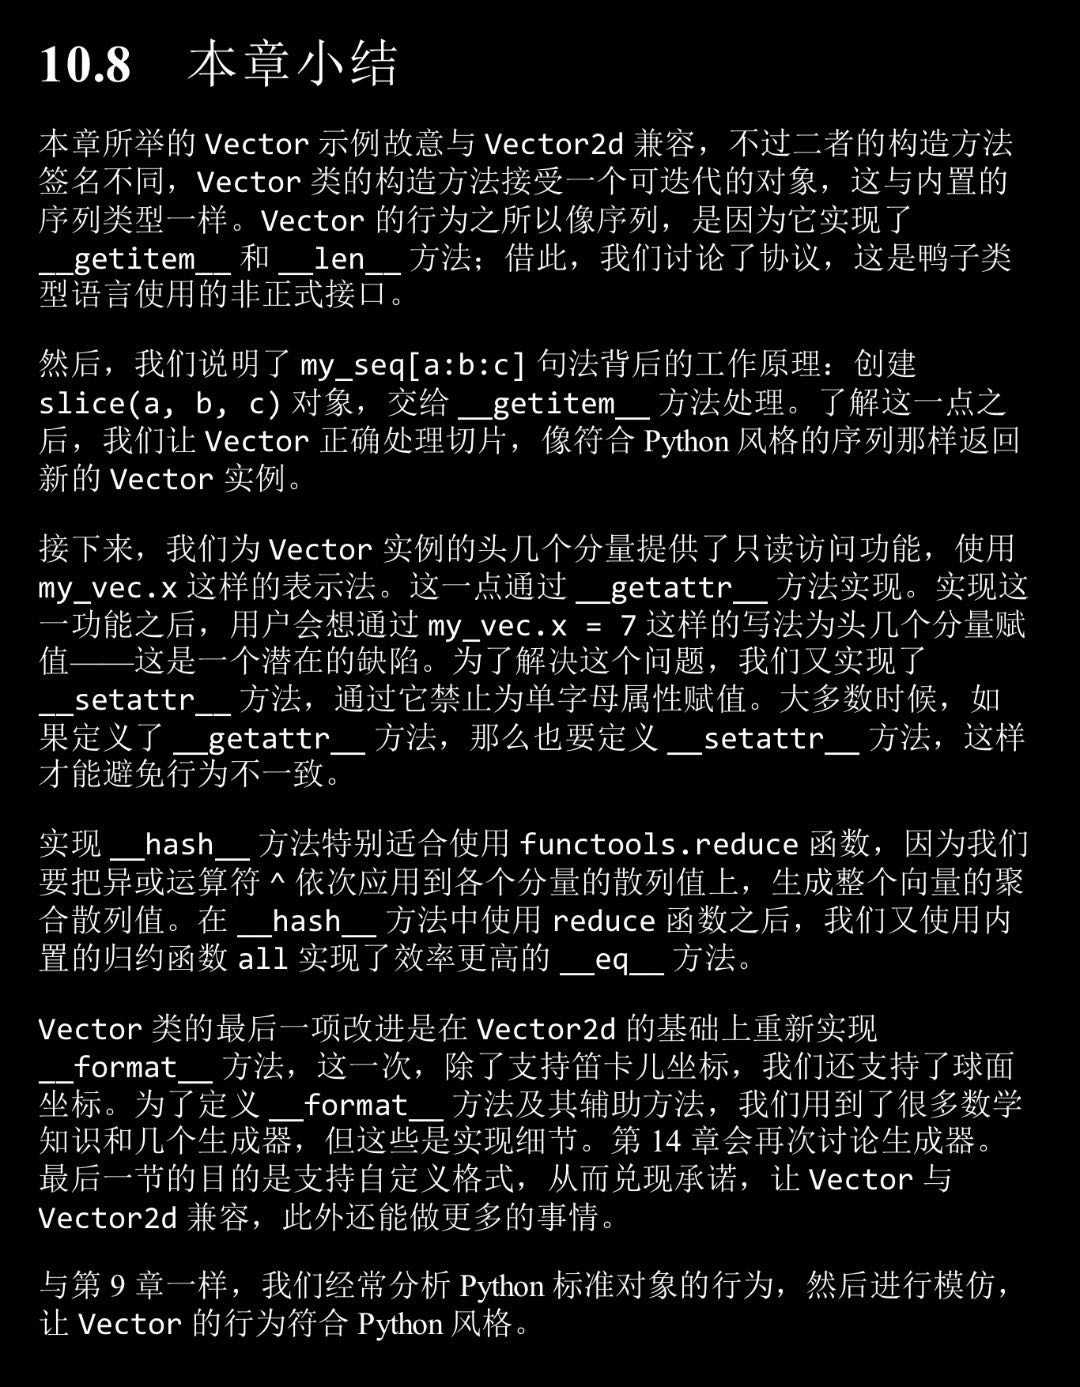 10.8 本章小结
本章所举的 Vector 示例故意与 Vector2d 兼容，不过二者的构造方法
签名不同，Vector 类的构造方法接受一个可迭代的对象，这与内置的
序列类型一样。Vector 的行为之所以像序列，是因为它实现了
__getitem__ 和 __len__ 方法；借此，我们讨论了协议，这是鸭子类
型语言使用的非正式接口。
然后，我们说明了 my_seq[a:b:c] 句法背后的工作原理：创建
slice(a, b, c) 对象，交给 __getitem__ 方法处理。了解这一点之
后，我们让 Vector 正确处理切片，像符合 Python 风格的序列那样返回
新的 Vector 实例。
接下来，我们为 Vector 实例的头几个分量提供了只读访问功能，使用
my_vec.x 这样的表示法。这一点通过 __getattr__ 方法实现。实现这
一功能之后，用户会想通过 my_vec.x = 7 这样的写法为头几个分量赋
值——这是一个潜在的缺陷。为了解决这个问题，我们又实现了
__setattr__ 方法，通过它禁止为单字母属性赋值。大多数时候，如
果定义了 __getattr__ 方法，那么也要定义 __setattr__ 方法，这样
才能避免行为不一致。
实现 __hash__ 方法特别适合使用 functools.reduce 函数，因为我们
要把异或运算符 ^ 依次应用到各个分量的散列值上，生成整个向量的聚
合散列值。在 __hash__ 方法中使用 reduce 函数之后，我们又使用内
置的归约函数 all 实现了效率更高的 __eq__ 方法。
Vector 类的最后一项改进是在 Vector2d 的基础上重新实现
__format__ 方法，这一次，除了支持笛卡儿坐标，我们还支持了球面
坐标。为了定义 __format__ 方法及其辅助方法，我们用到了很多数学
知识和几个生成器，但这些是实现细节。第 14 章会再次讨论生成器。
最后一节的目的是支持自定义格式，从而兑现承诺，让 Vector 与
Vector2d 兼容，此外还能做更多的事情。
与第 9 章一样，我们经常分析 Python 标准对象的行为，然后进行模仿，
让 Vector 的行为符合 Python 风格。